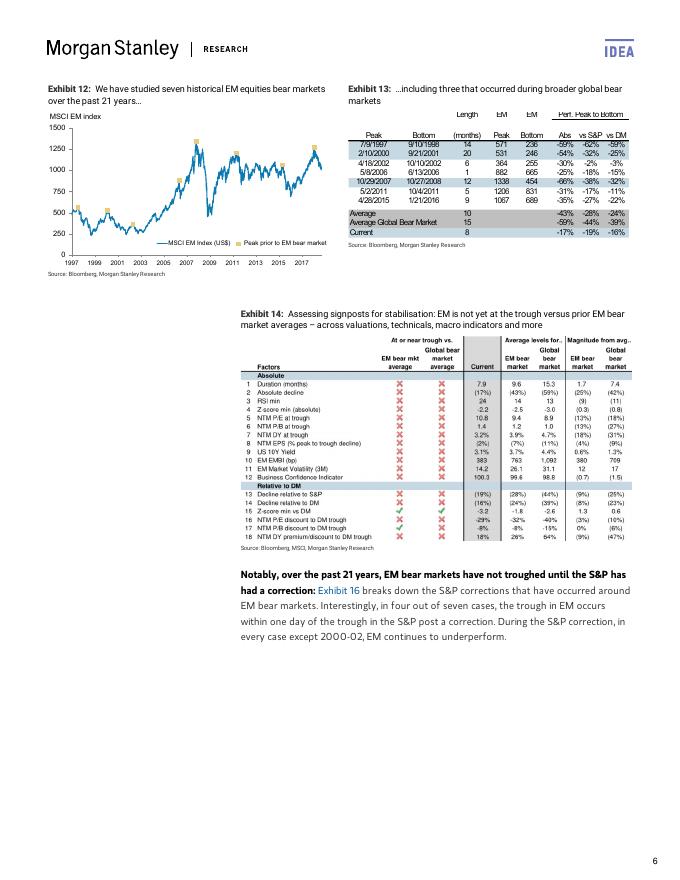 Morgan Stanley | RESEARCH
IDEA
Exhibit 12: We have studied seven historical EM equities bear markets
over the past 21 years...
MSCI EM index
1500
1250
1000
750
500
250
0
1997 1999 2001 2003 2005 2007 2009 2011 2013 2015 2017
MSCI EM Index (US$) Peak prior to EM bear market
Source: Bloomberg, Morgan Stanley Research
Exhibit 13: ...including three that occurred during broader global bear
markets
Length EM EM Perf. Peak to Bottom
Peak Bottom (months) Peak Bottom Abs vs S&P vs DM
7/9/1997 9/10/1998 14 571 236 -59% -62% -59%
2/10/2000 9/21/2001 20 531 246 -54% -32% -25%
4/18/2002 10/10/2002 6 364 255 -30% -2% -3%
5/8/2006 6/13/2006 1 882 665 -25% -18% -15%
10/29/2007 10/27/2008 12 1338 454 -66% -38% -32%
5/2/2011 10/4/2011 5 1206 831 -31% -17% -11%
4/28/2015 1/21/2016 9 1067 689 -35% -27% -22%
Average 10 -43% -28% -24%
Average Global Bear Market 15 -59% -44% -39%
Current 8 -17% -19% -16%
Source: Bloomberg, Morgan Stanley Research
Exhibit 14: Assessing signposts for stabilisation: EM is not yet at the trough versus prior EM bear
market averages – across valuations, technicals, macro indicators and more
At or near trough vs. Average levels for.. Magnitude from avg..
Factors EM bear mkt average Global bear market average Current EM bear market Global bear market EM bear market Global bear market
Absolute
1 Duration (months) 7.9 9.6 15.3 1.7 7.4
2 Absolute decline (17%) (43%) (59%) (25%) (42%)
3 RSI min 24 14 13 (9) (11)
4 Z-score min (absolute) -2.2 -2.5 -3.0 (0.3) (0.8)
5 NTM P/E at trough 10.8 9.4 8.9 (13%) (18%)
6 NTM P/B at trough 1.4 1.2 1.0 (13%) (27%)
7 NTM DY at trough 3.2% 3.9% 4.7% (18%) (31%)
8 NTM EPS (% peak to trough decline) (2%) (7%) (11%) (4%) (9%)
9 US 10Y Yield 3.1% 3.7% 4.4% 0.6% 1.3%
10 EM EMBI (bp) 383 763 1,092 380 709
11 EM Market Volatility (3M) 14.2 26.1 31.1 12 17
12 Business Confidence Indicator 100.3 99.6 98.8 (0.7) (1.5)
Relative to DM
13 Decline relative to S&P (19%) (28%) (44%) (9%) (25%)
14 Decline relative to DM (16%) (24%) (39%) (8%) (23%)
15 Z-score min vs DM -3.2 -1.8 -2.6 1.3 0.6
16 NTM P/E discount to DM trough -29% -32% -40% (3%) (10%)
17 NTM P/B discount to DM trough -8% -8% -15% 0% (6%)
18 NTM DY premium/discount to DM trough 18% 26% 64% (9%) (47%)
Source: Bloomberg, MSCI, Morgan Stanley Research
Notably, over the past 21 years, EM bear markets have not troughed until the S&P has
had a correction: Exhibit 16 breaks down the S&P corrections that have occurred around
EM bear markets. Interestingly, in four out of seven cases, the trough in EM occurs
within one day of the trough in the S&P post a correction. During the S&P correction, in
every case except 2000-02, EM continues to underperform.
6